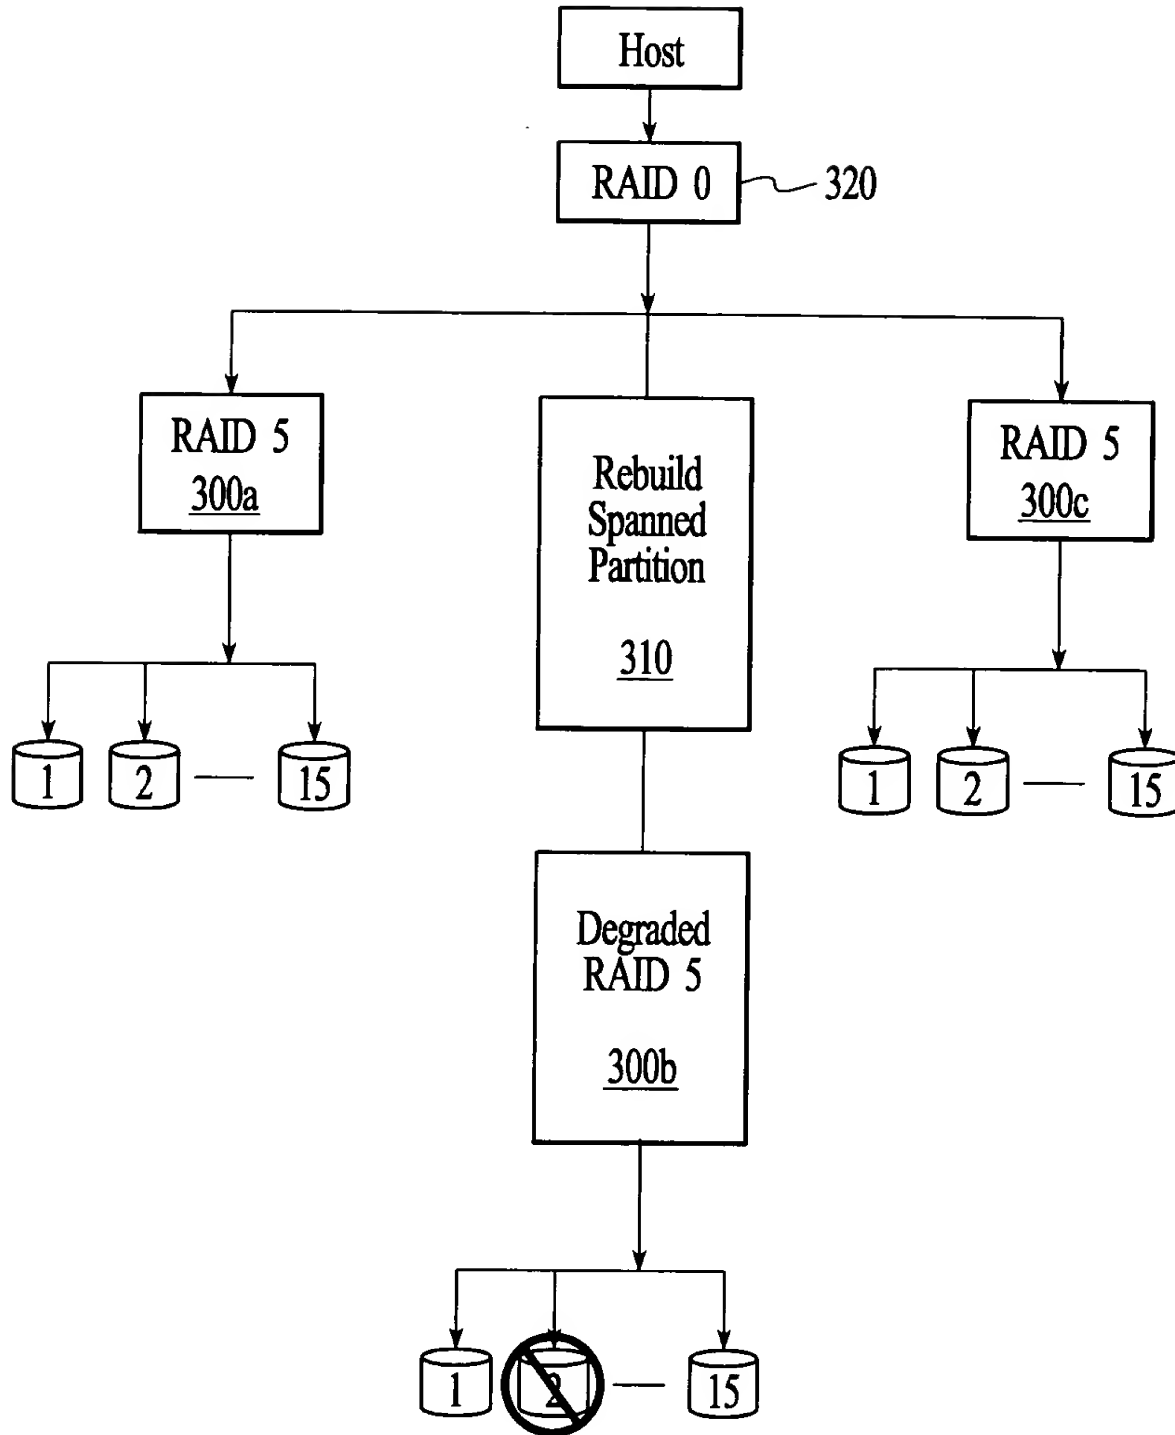 Host
RAID 0
320
RAID 5
300a
Rebuild
Spanned
Partition
310
RAID 5
300c
1
2
15
1
2
15
Degraded
RAID 5
300b
1
2
15